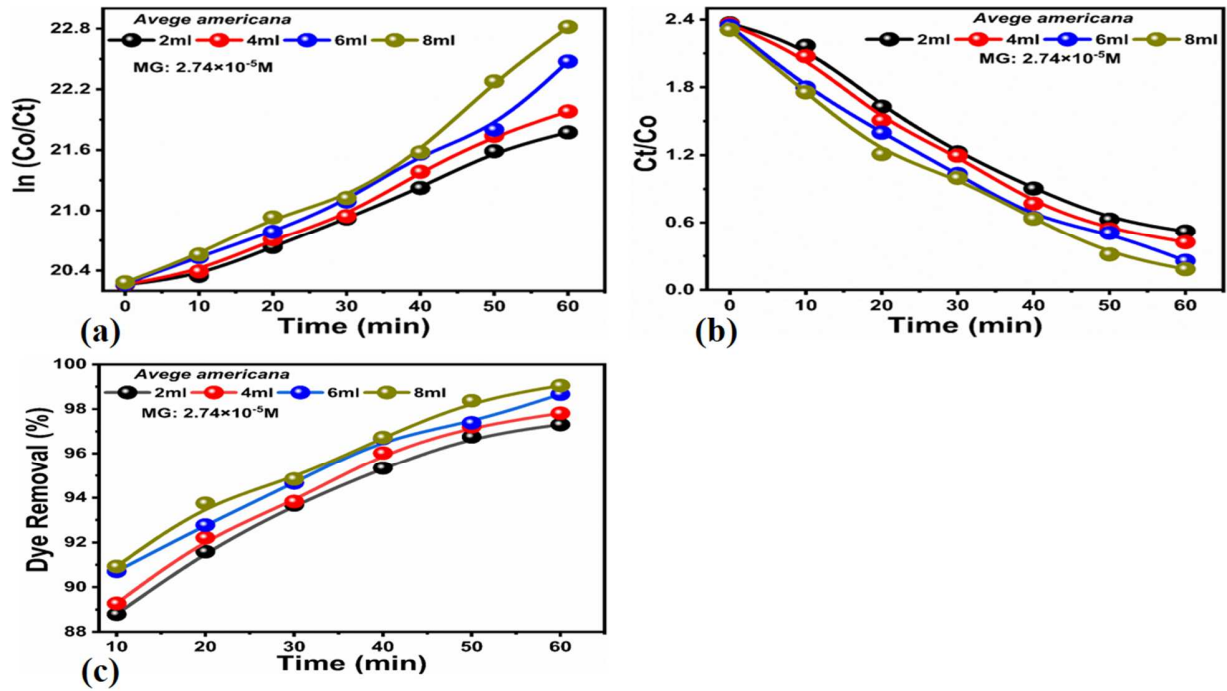 Avege americana
2ml 4ml 6ml 8ml
MG: 2.74×10⁻⁵M
ln (Co/Ct)
22.8
22.2
21.6
21.0
20.4
0 10 20 30 40 50 60
Time (min)
(a)
Avege americana
2ml 4ml 6ml 8ml
MG: 2.74×10⁻⁵M
Ct/Co
2.4
1.8
1.2
0.6
0.0
0 10 20 30 40 50 60
Time (min)
(b)
Avege americana
2ml 4ml 6ml 8ml
MG: 2.74×10⁻⁵M
Dye Removal (%)
100
98
96
94
92
90
88
10 20 30 40 50 60
Time (min)
(c)